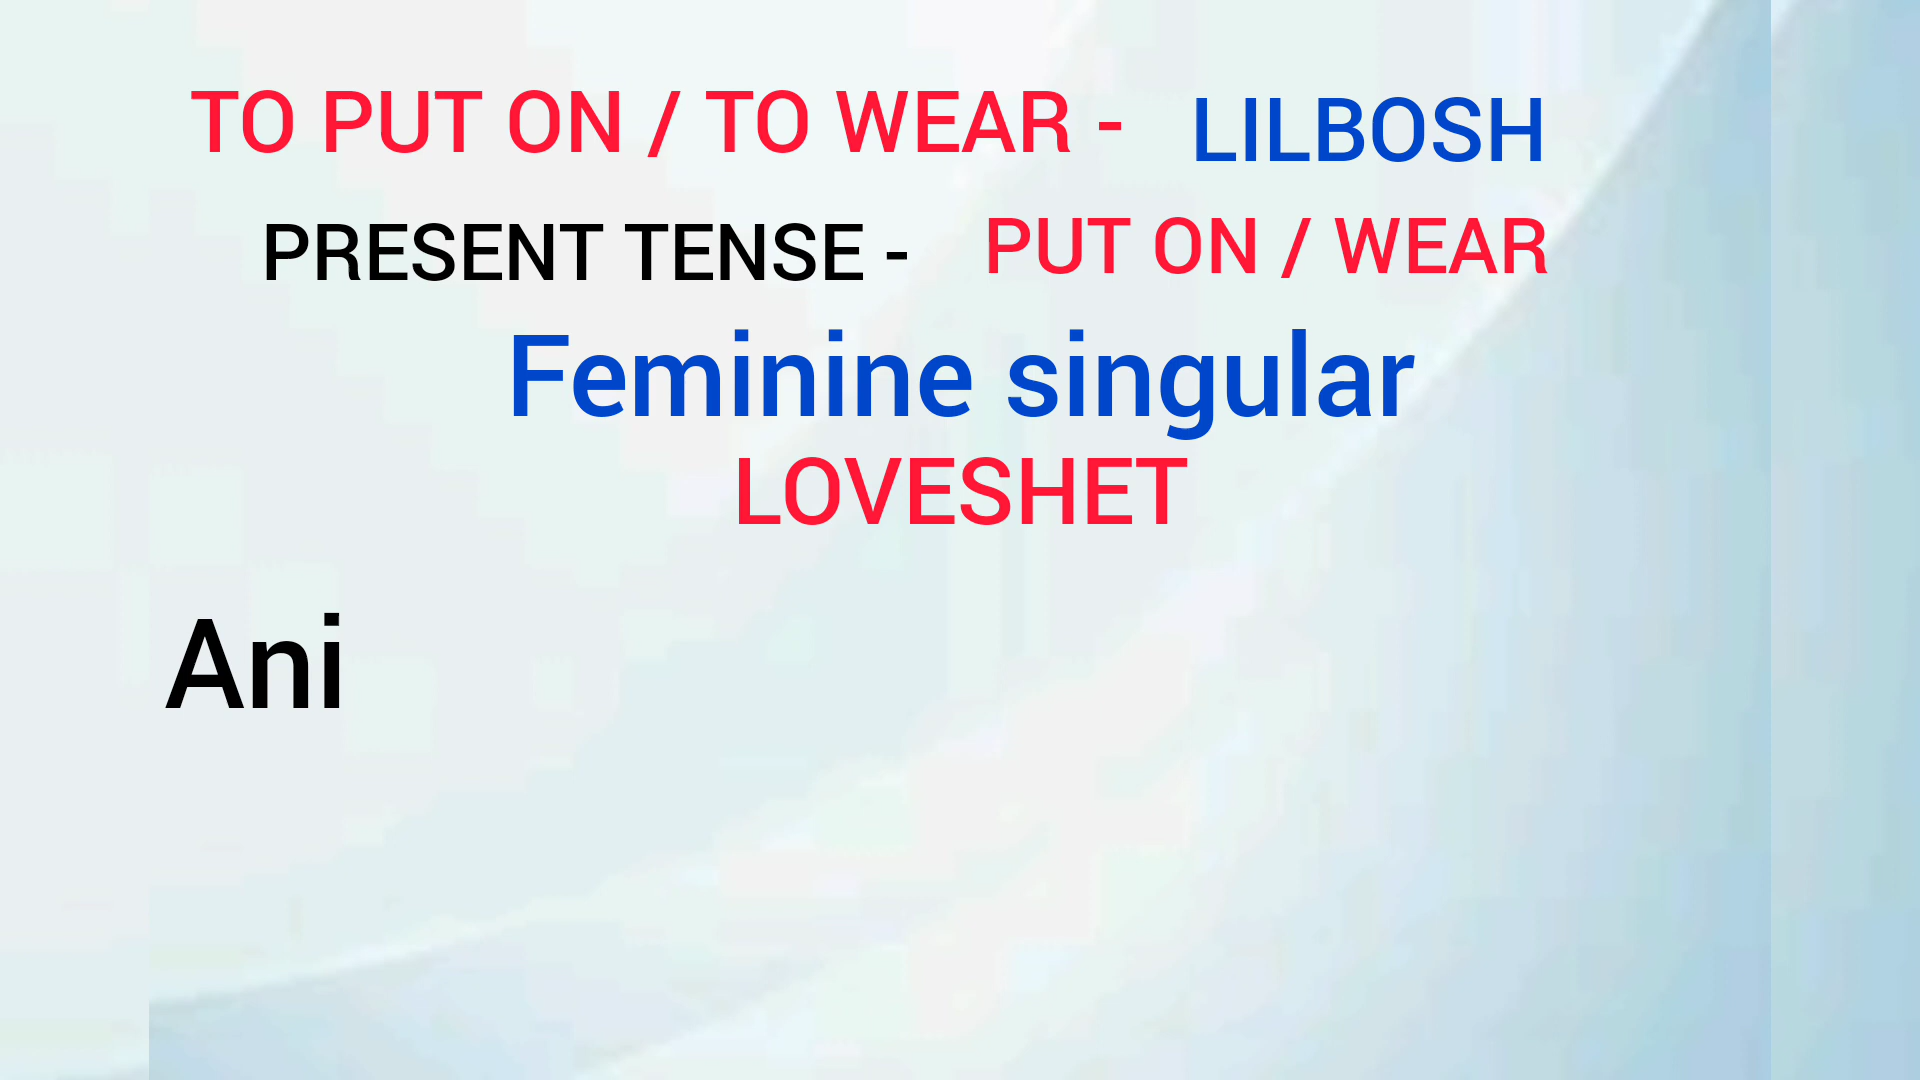 TO PUT ON / TO WEAR - LILBOSH
PRESENT TENSE - PUT ON / WEAR
Feminine singular
LOVESHET
Ani